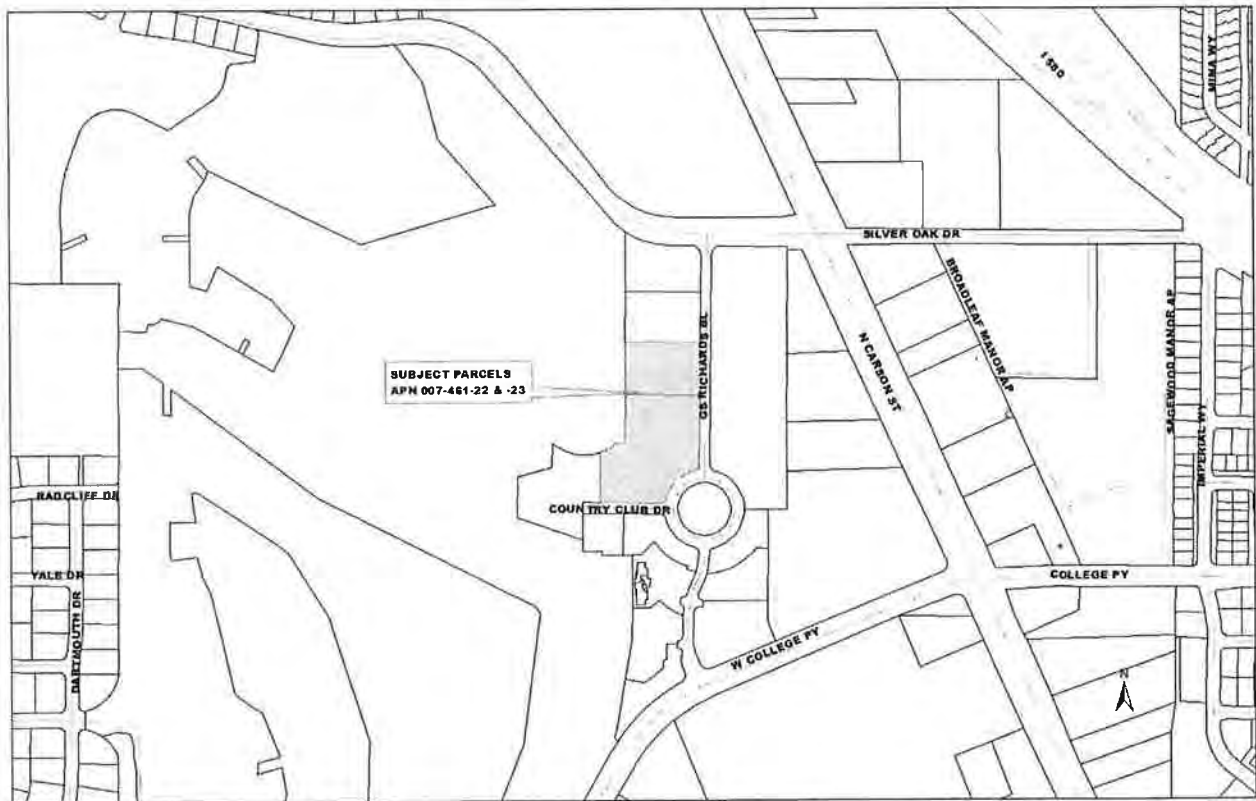 MINA WY
I 580
SILVER OAK DR
BROADLEAF MANOR AP
GS RICHARDS BL
N CARSON ST
SAGEWOOD MANOR AP
SUBJECT PARCELS
APN 007-461-22 & -23
IMPERIAL WY
RADCLIFF DR
COUNTRY CLUB DR
YALE DR
COLLEGE PY
DARTMOUTH DR
W COLLEGE PY
N